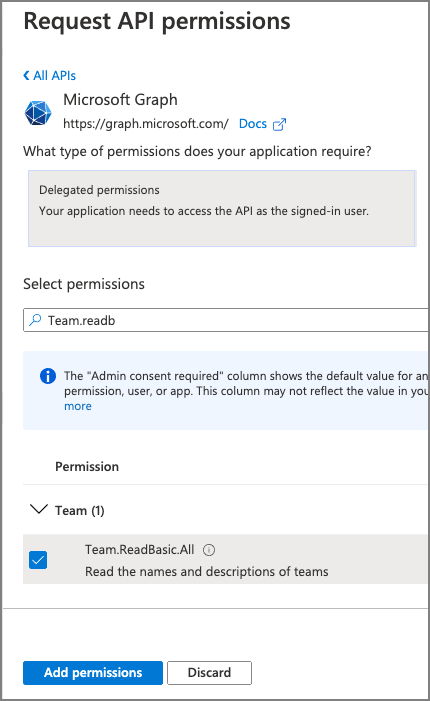 Request API permissions
All APIs
Microsoft Graph
https://graph.microsoft.com/ Docs
What type of permissions does your application require?
Delegated permissions
Your application needs to access the API as the signed-in user.
Select permissions
Team.readb
The "Admin consent required" column shows the default value for an
permission, user, or app. This column may not reflect the value in you
more
Permission
Team (1)
Team.ReadBasic.All
Read the names and descriptions of teams
Add permissions Discard